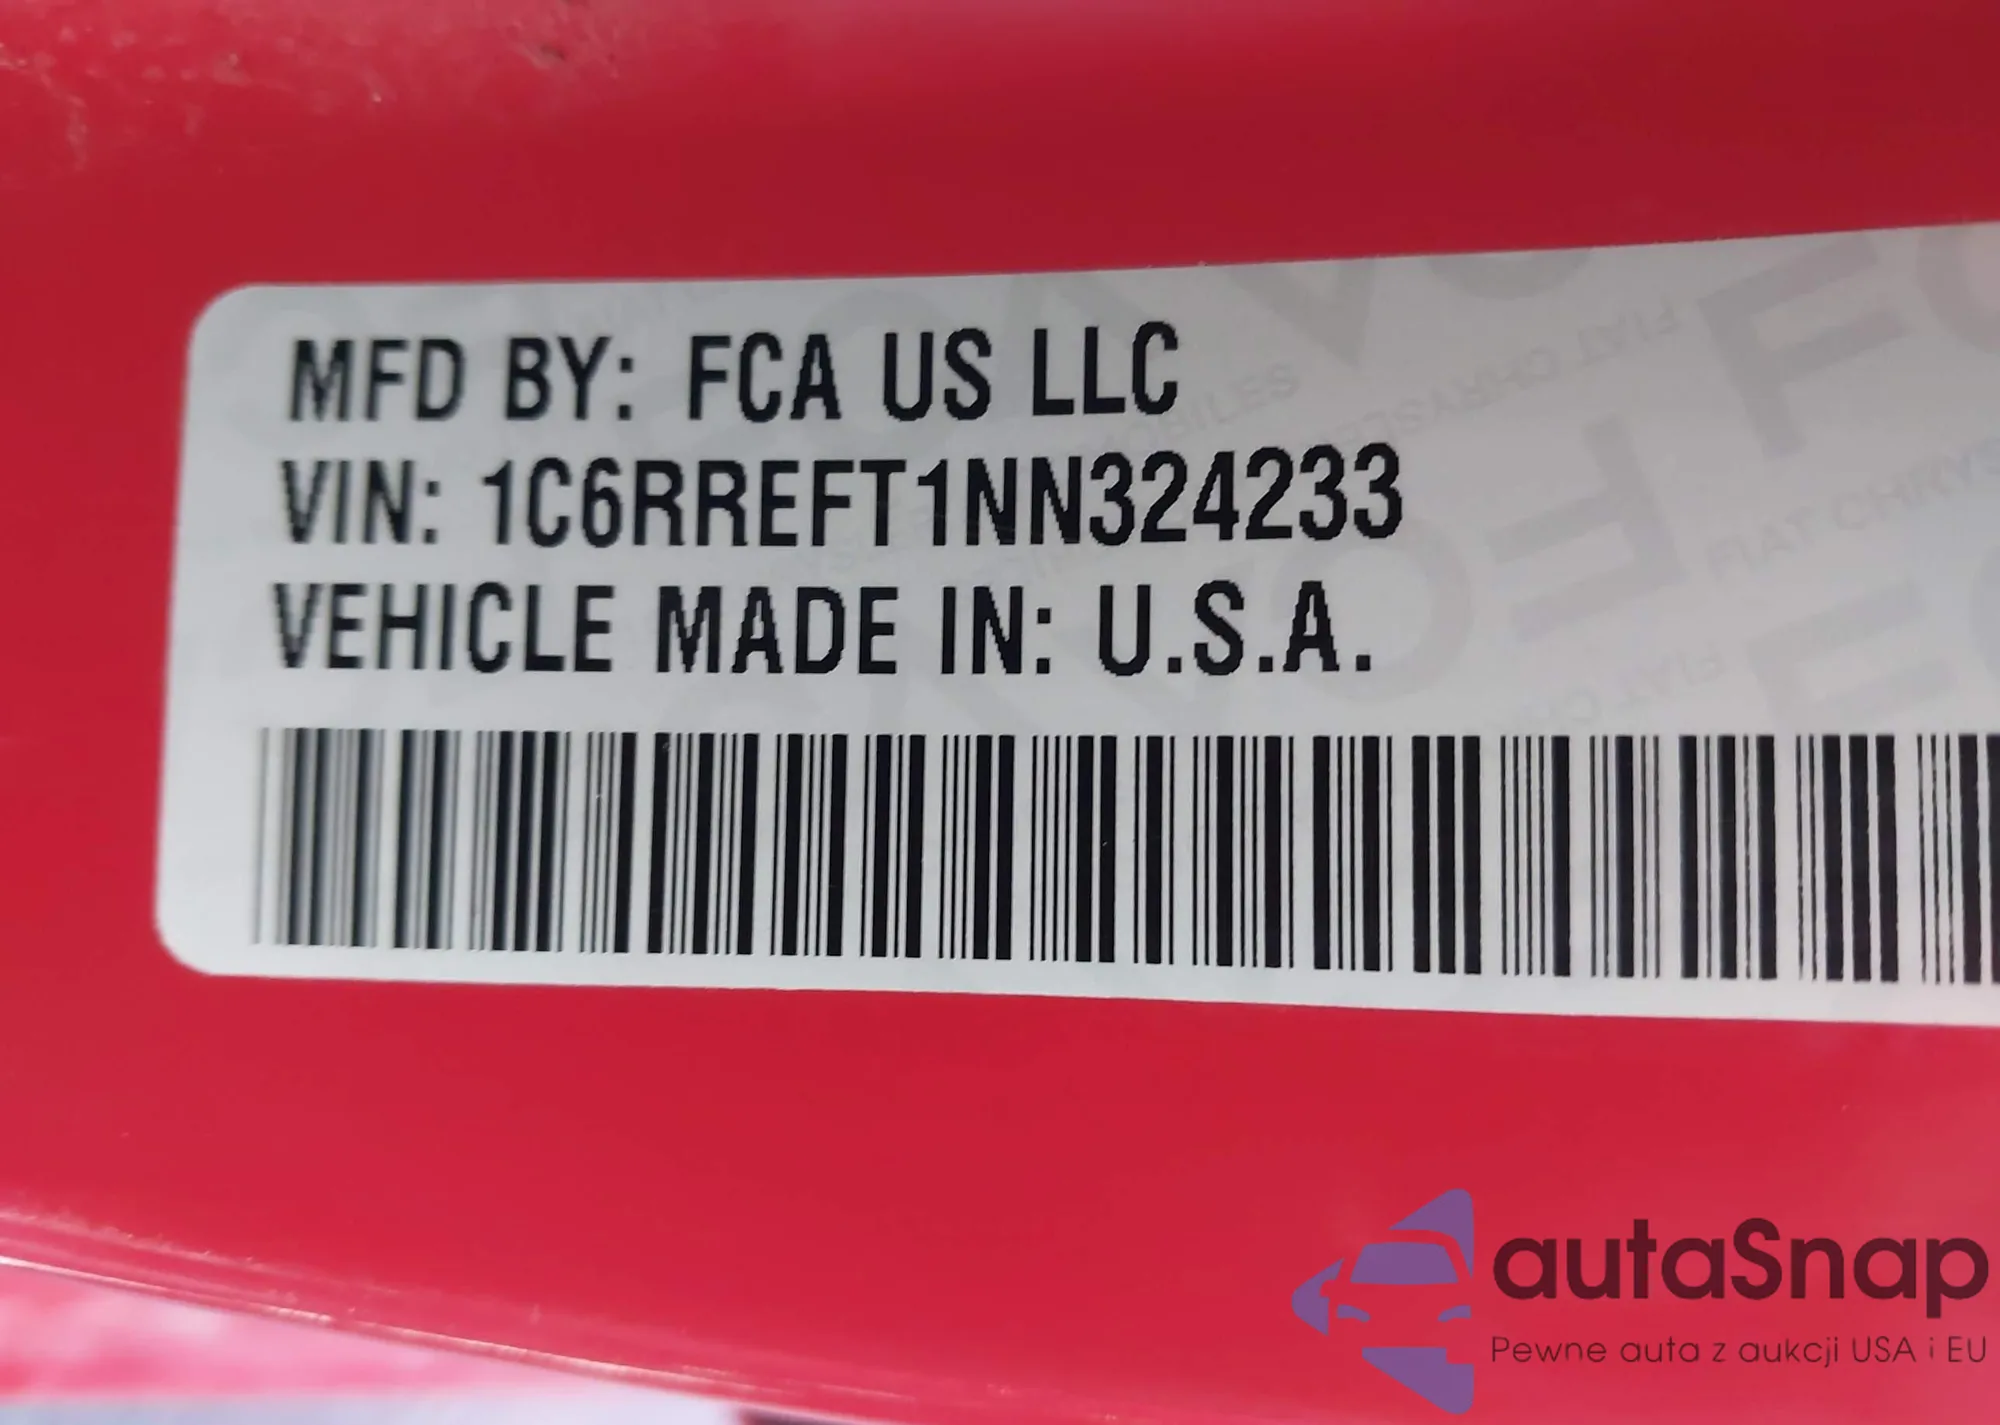 MFD BY: FCA US LLC
VIN: 1C6RREFT1NN324233
VEHICLE MADE IN: U.S.A.
autaSnap
Pewne auta z aukcji USA i EU